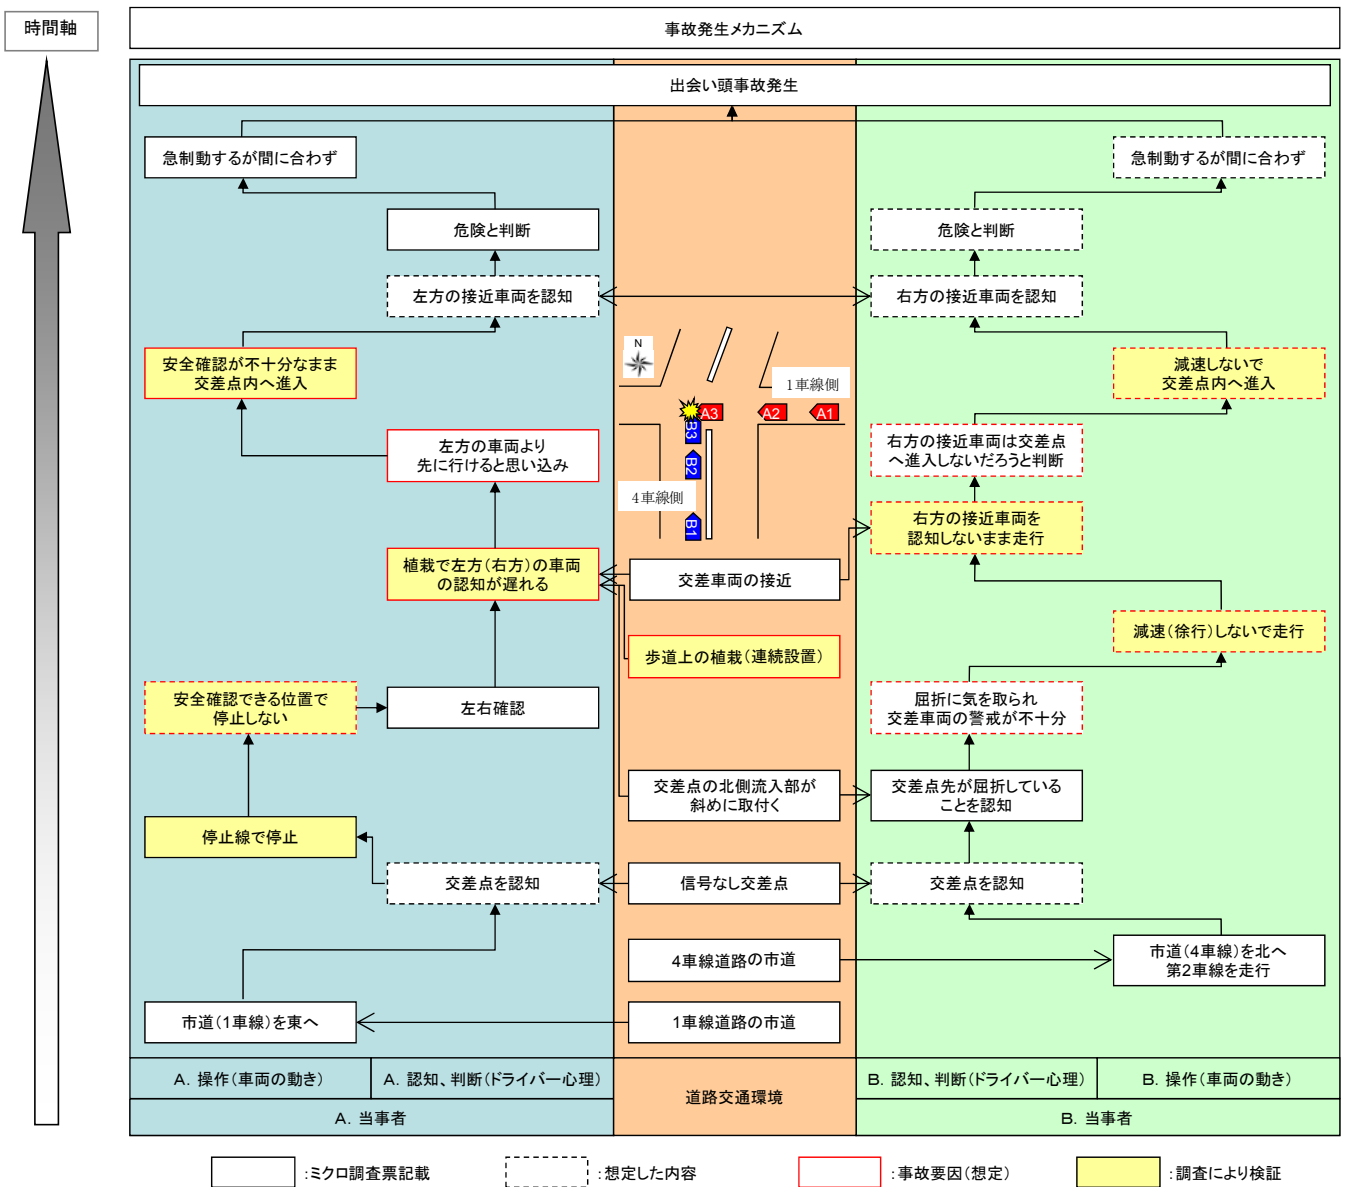 時間軸
事故発生メカニズム
出会い頭事故発生
急制動するが間に合わず
急制動するが間に合わず
危険と判断
危険と判断
左方の接近車両を認知
右方の接近車両を認知
N
1車線側
安全確認が不十分なまま
交差点内へ進入
減速しないで
交差点内へ進入
A3
A2
A1
B3
B2
B1
4車線側
左方の車両より
先に行けると思い込み
右方の接近車両は交差点
へ進入しないだろうと判断
右方の接近車両を
認知しないまま走行
植栽で左方(右方)の車両
の認知が遅れる
交差車両の接近
減速(徐行)しないで走行
歩道上の植栽(連続設置)
安全確認できる位置で
停止しない
左右確認
屈折に気を取られ
交差車両の警戒が不十分
交差点の北側流入部が
斜めに取付く
交差点先が屈折している
ことを認知
停止線で停止
交差点を認知
信号なし交差点
交差点を認知
4車線道路の市道
市道(4車線)を北へ
第2車線を走行
市道(1車線)を東へ
1車線道路の市道
A. 操作(車両の動き)
A. 認知、判断(ドライバー心理)
道路交通環境
B. 認知、判断(ドライバー心理)
B. 操作(車両の動き)
A. 当事者
B. 当事者
:ミクロ調査票記載
:想定した内容
:事故要因(想定)
:調査により検証